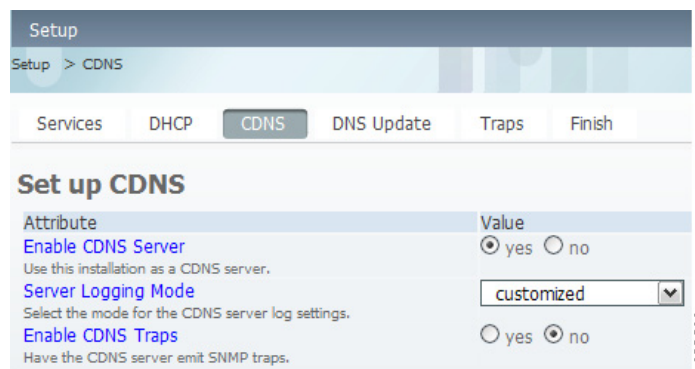 Setup
Setup > CDNS
Services DHCP CDNS DNS Update Traps Finish
Set up CDNS
Attribute Value
Enable CDNS Server yes no
Use this installation as a CDNS server.
Server Logging Mode customized
Select the mode for the CDNS server log settings.
Enable CDNS Traps yes no
Have the CDNS server emit SNMP traps.